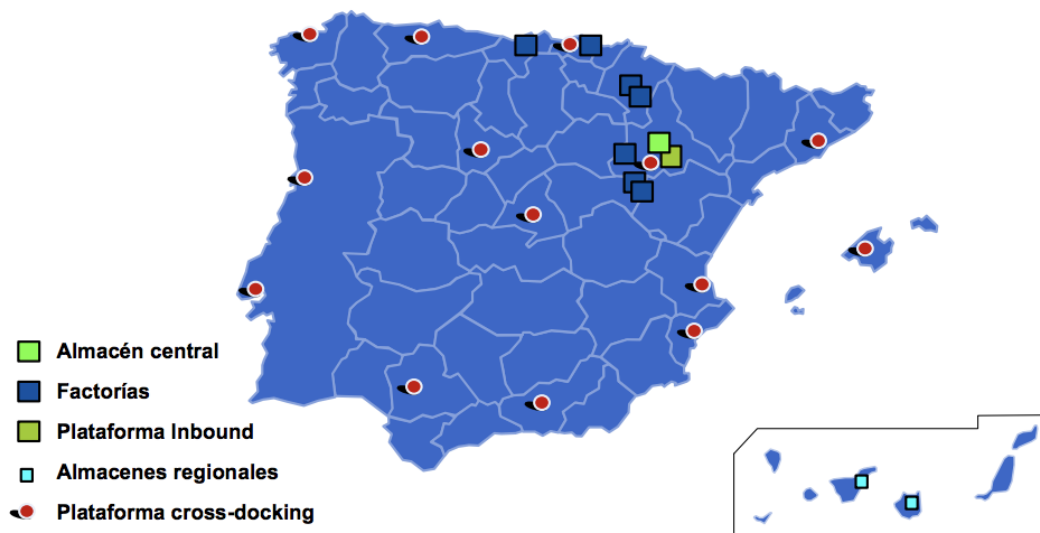 Almacén central
Factorías
Plataforma Inbound
Almacenes regionales
Plataforma cross-docking